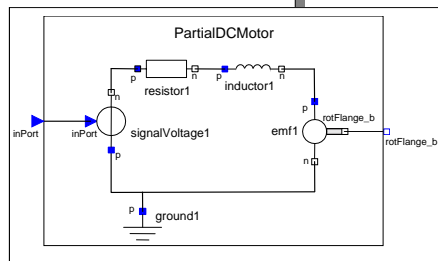 PartialDCMotor
p
n
p
n
resistor1
inductor1
n
p
inPort
inPort
signalVoltage1
emf1
rotFlange_b
rotFlange_b
p
n
p
ground1